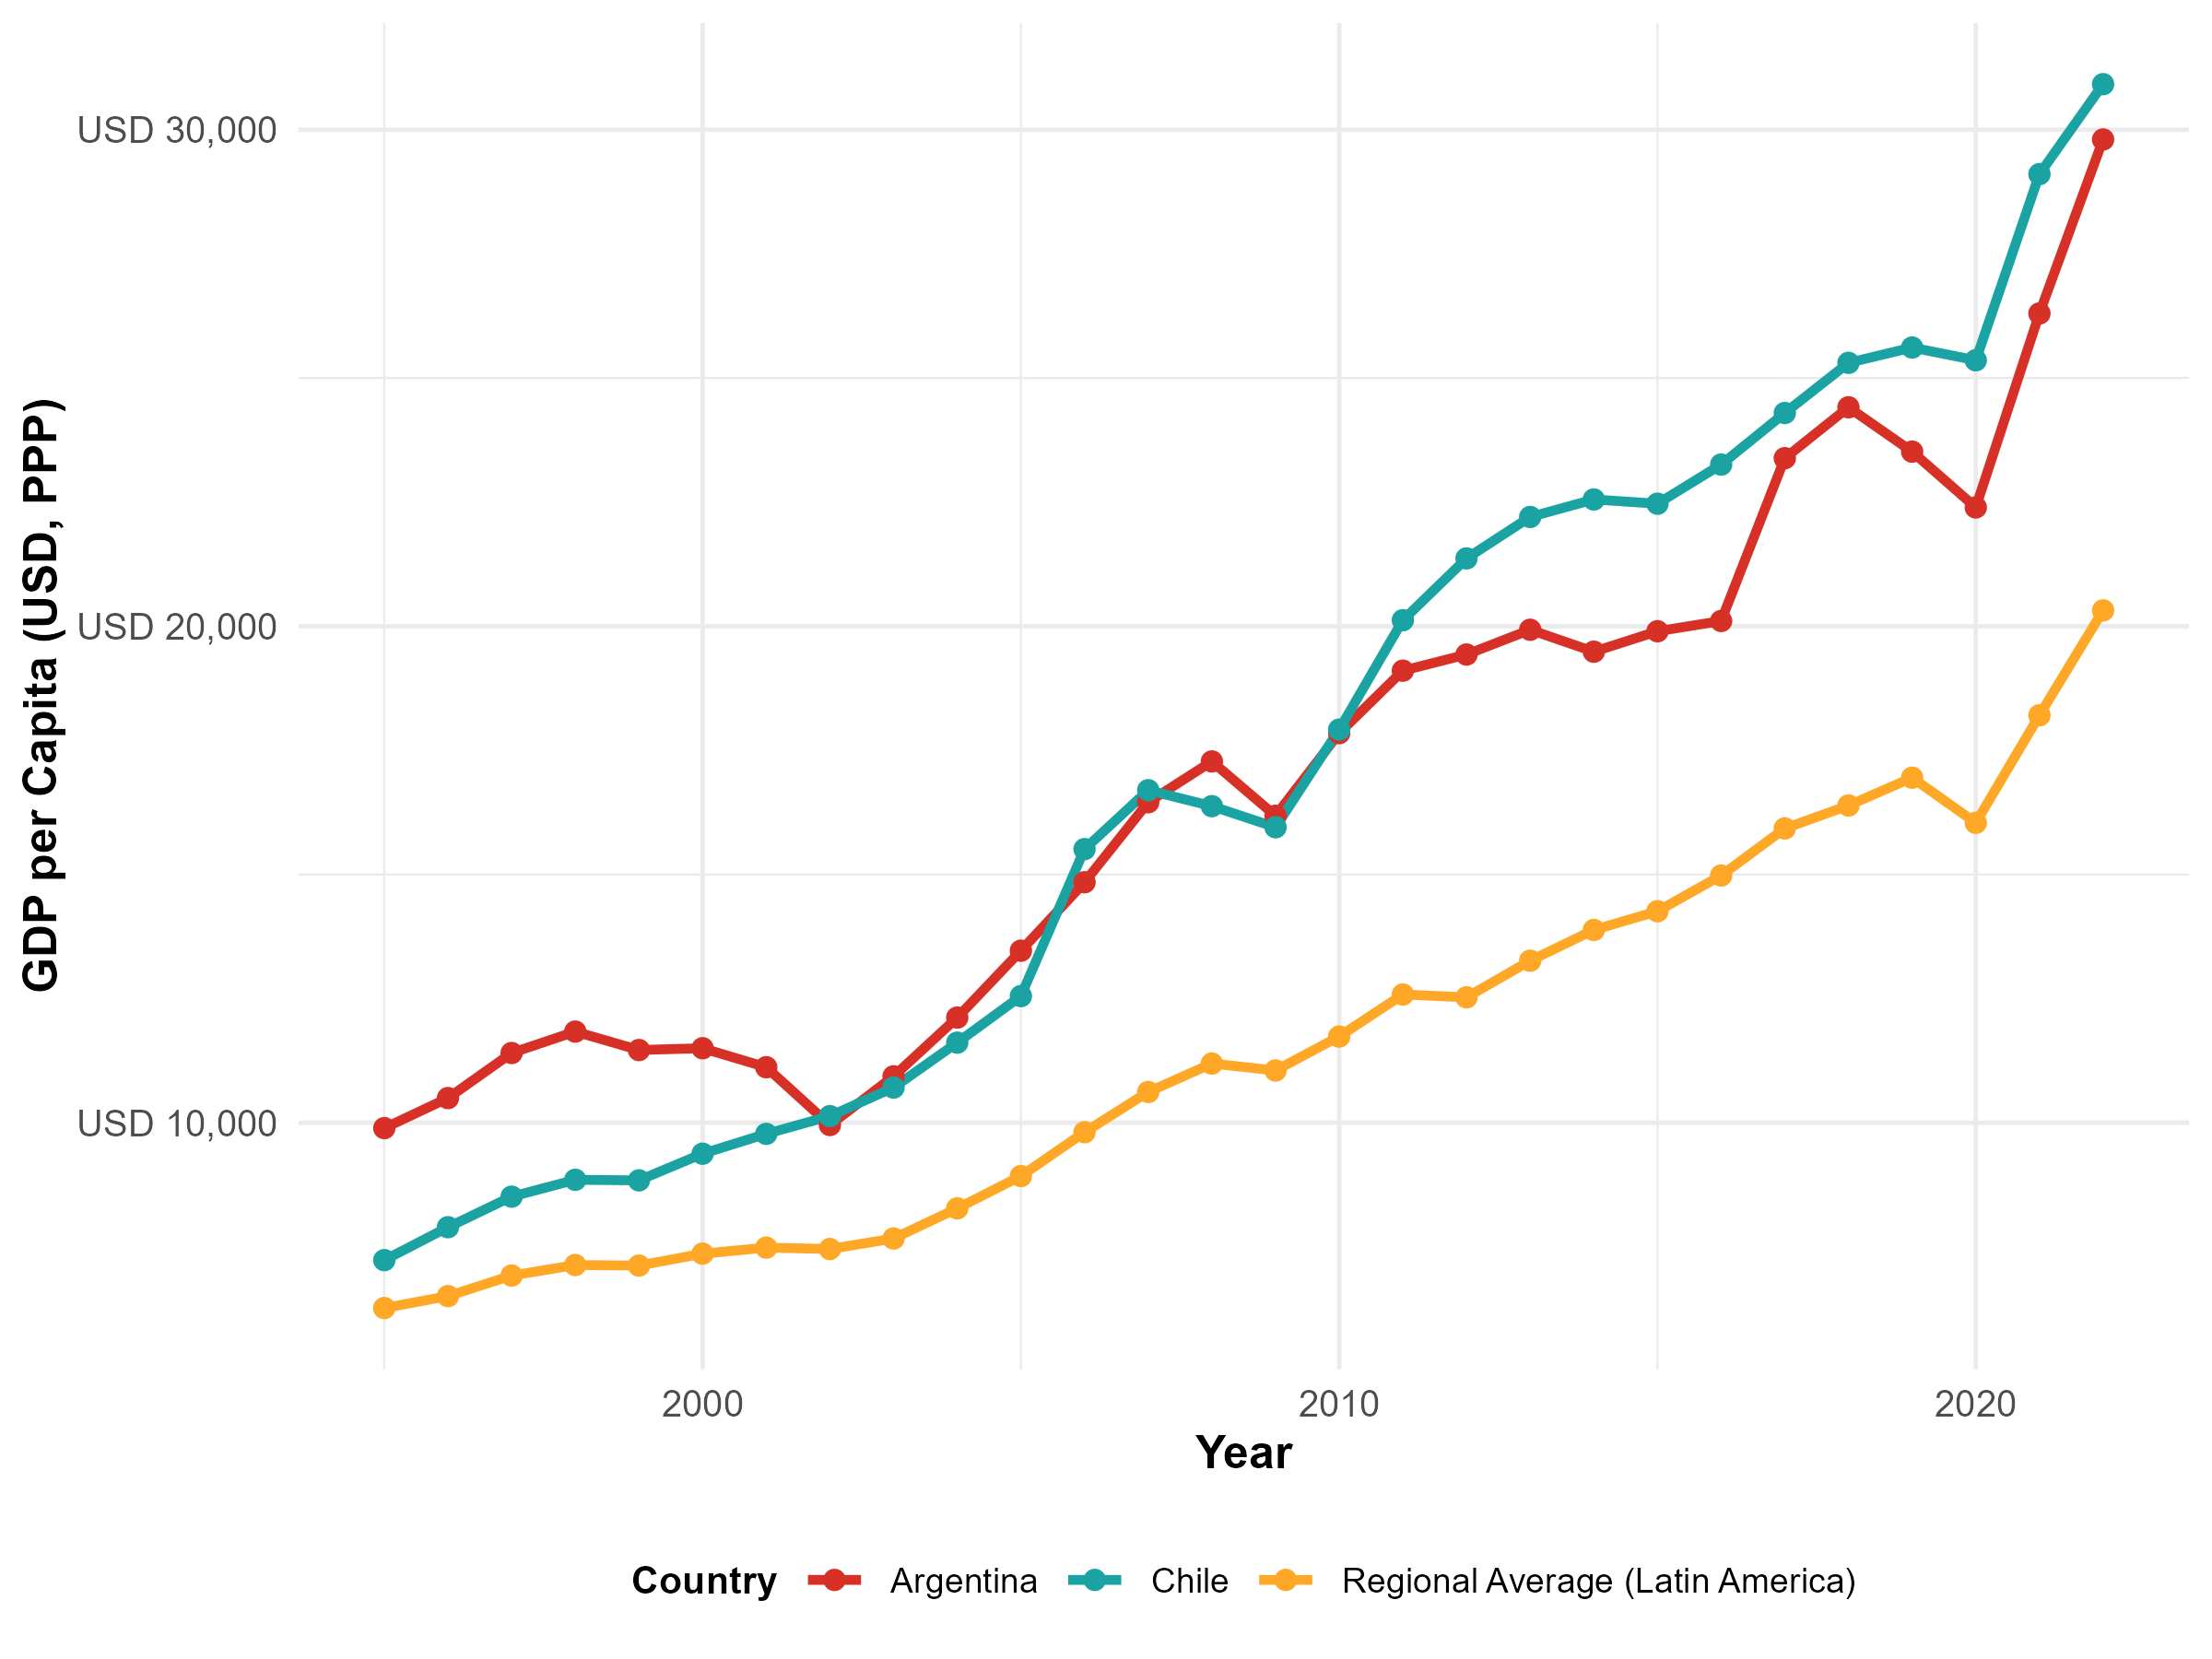 GDP per Capita (USD, PPP)
USD 30,000
USD 20,000
USD 10,000
2000 2010 2020
Year
Country Argentina Chile Regional Average (Latin America)